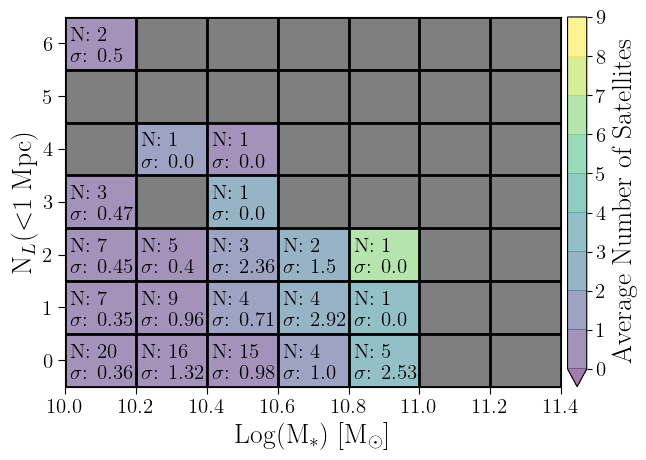 9
6
N: 2
σ: 0.5
8
7
5
6
4
N: 1
σ: 0.0
N: 1
σ: 0.0
5
3
N: 3
σ: 0.47
N: 1
σ: 0.0
4
2
N: 7
σ: 0.45
N: 5
σ: 0.4
N: 3
σ: 2.36
N: 2
σ: 1.5
N: 1
σ: 0.0
3
2
1
N: 7
σ: 0.35
N: 9
σ: 0.96
N: 4
σ: 0.71
N: 4
σ: 2.92
N: 1
σ: 0.0
1
0
N: 20
σ: 0.36
N: 16
σ: 1.32
N: 15
σ: 0.98
N: 4
σ: 1.0
N: 5
σ: 2.53
0
10.0 10.2 10.4 10.6 10.8 11.0 11.2 11.4
Log(M∗) [M⊙]
N_L(<1 Mpc)
Average Number of Satellites